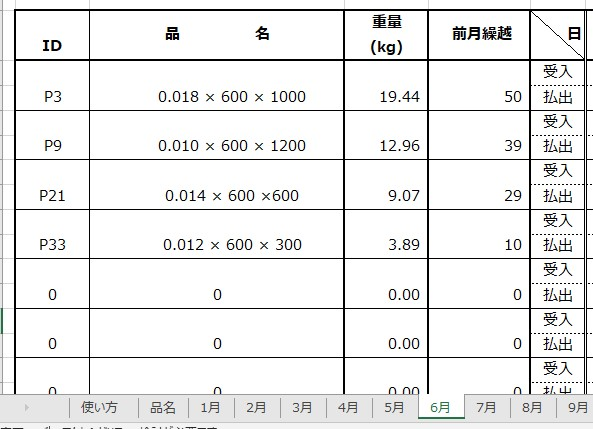 ID 品 名 重量 (kg) 前月繰越 日
受入
P3 0.018 × 600 × 1000 19.44 50 払出
受入
P9 0.010 × 600 × 1200 12.96 39 払出
受入
P21 0.014 × 600 ×600 9.07 29 払出
受入
P33 0.012 × 600 × 300 3.89 10 払出
受入
0 0 0.00 0 払出
受入
0 0 0.00 0 払出
受入
0 0 0.00 0 払出
使い方 品名 1月 2月 3月 4月 5月 6月 7月 8月 9月